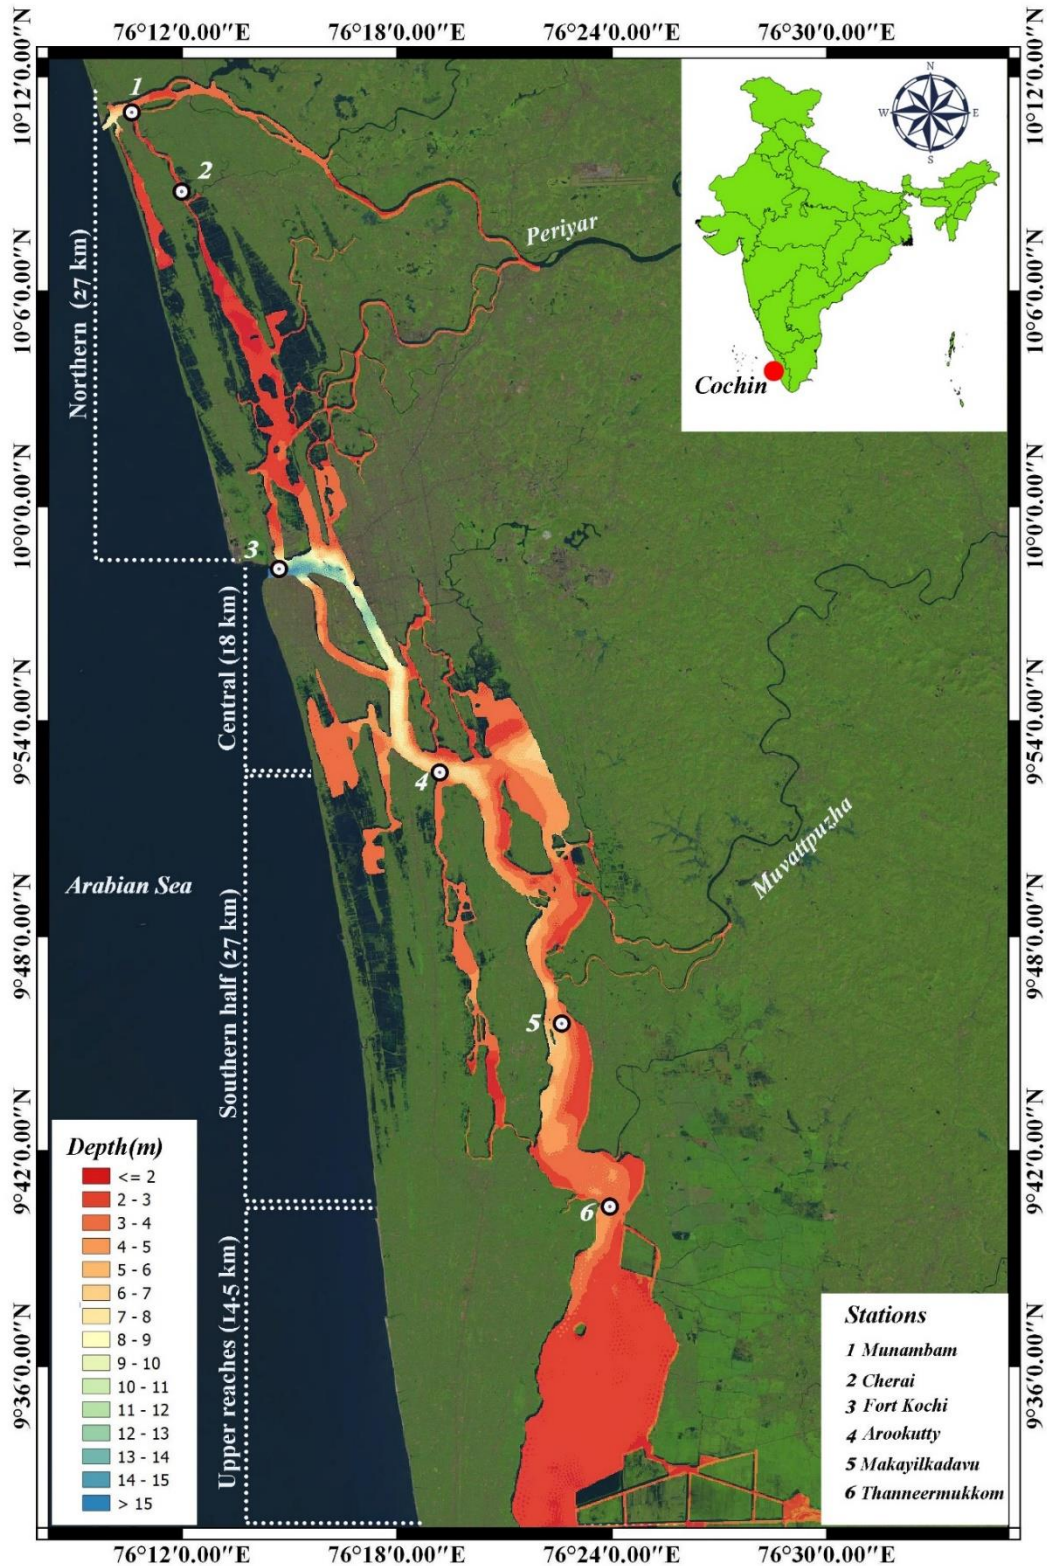 76°12'0.00"E 76°18'0.00"E 76°24'0.00"E 76°30'0.00"E
10°12'0.00"N
10°6'0.00"N
10°0'0.00"N
9°54'0.00"N
9°48'0.00"N
9°42'0.00"N
9°36'0.00"N
N
W E
S
Cochin
1
2
Periyar
Northern (27 km)
3
Central (18 km)
4
Muvattpuzha
Arabian Sea
Southern half (27 km)
5
6
Upper reaches (14.5 km)
Depth(m)
<= 2
2 - 3
3 - 4
4 - 5
5 - 6
6 - 7
7 - 8
8 - 9
9 - 10
10 - 11
11 - 12
12 - 13
13 - 14
14 - 15
> 15
Stations
1 Munambam
2 Cherai
3 Fort Kochi
4 Arookutty
5 Makayilkadavu
6 Thanneermukkom
10°12'0.00"N
10°9'0.00"N
10°0'0.00"N
9°54'0.00"N
9°48'0.00"N
9°42'0.00"N
9°36'0.00"N
76°12'0.00"E 76°18'0.00"E 76°24'0.00"E 76°30'0.00"E